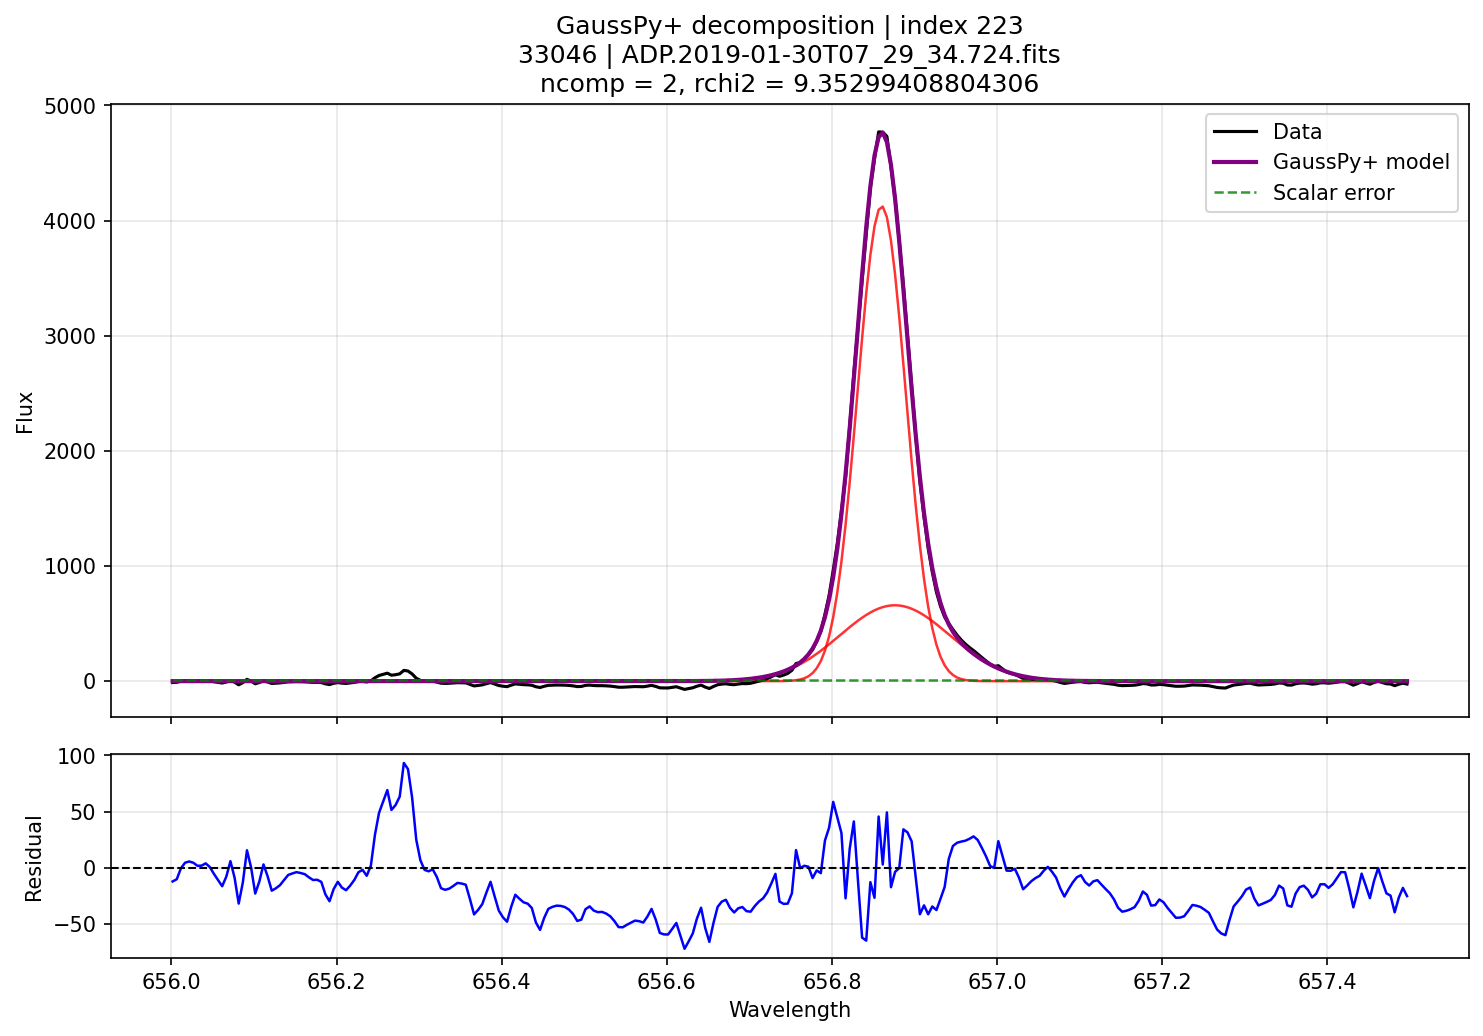 GaussPy+ decomposition | index 223
33046 | ADP.2019-01-30T07_29_34.724.fits
ncomp = 2, rchi2 = 9.35299408804306
5000
4000
3000
2000
1000
0
Flux
Data
GaussPy+ model
Scalar error
100
50
0
−50
Residual
656.0 656.2 656.4 656.6 656.8 657.0 657.2 657.4
Wavelength